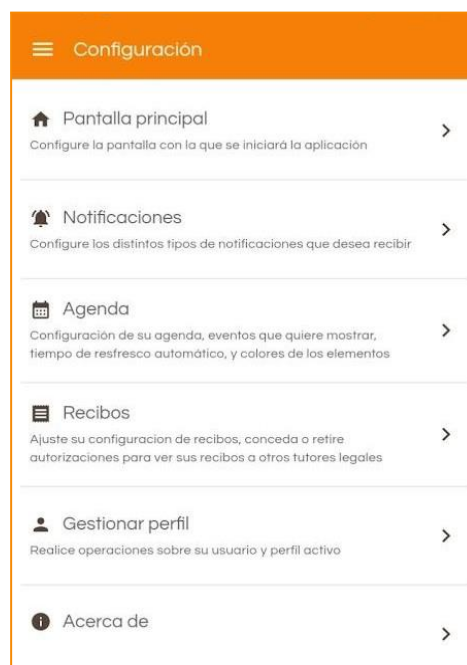 Configuración
Pantalla principal
Configure la pantalla con la que se iniciará la aplicación
Notificaciones
Configure los distintos tipos de notificaciones que desea recibir
Agenda
Configuración de su agenda, eventos que quiere mostrar,
tiempo de resfresco automático, y colores de los elementos
Recibos
Ajuste su configuracion de recibos, conceda o retire
autorizaciones para ver sus recibos a otros tutores legales
Gestionar perfil
Realice operaciones sobre su usuario y perfil activo
Acerca de